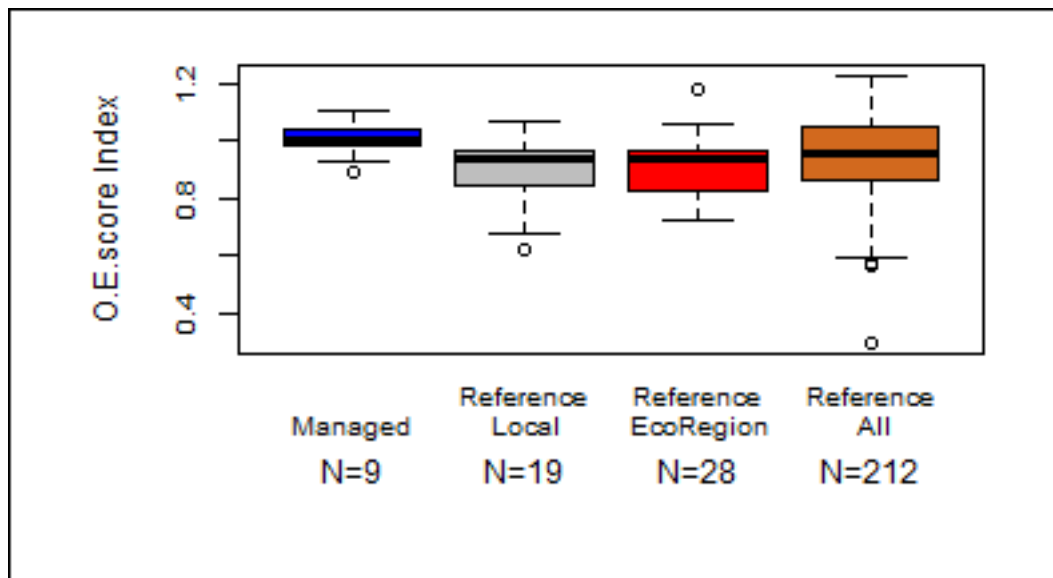 O.E.score Index
1.2
0.8
0.4
Managed
Reference
Local
Reference
EcoRegion
Reference
All
N=9
N=19
N=28
N=212